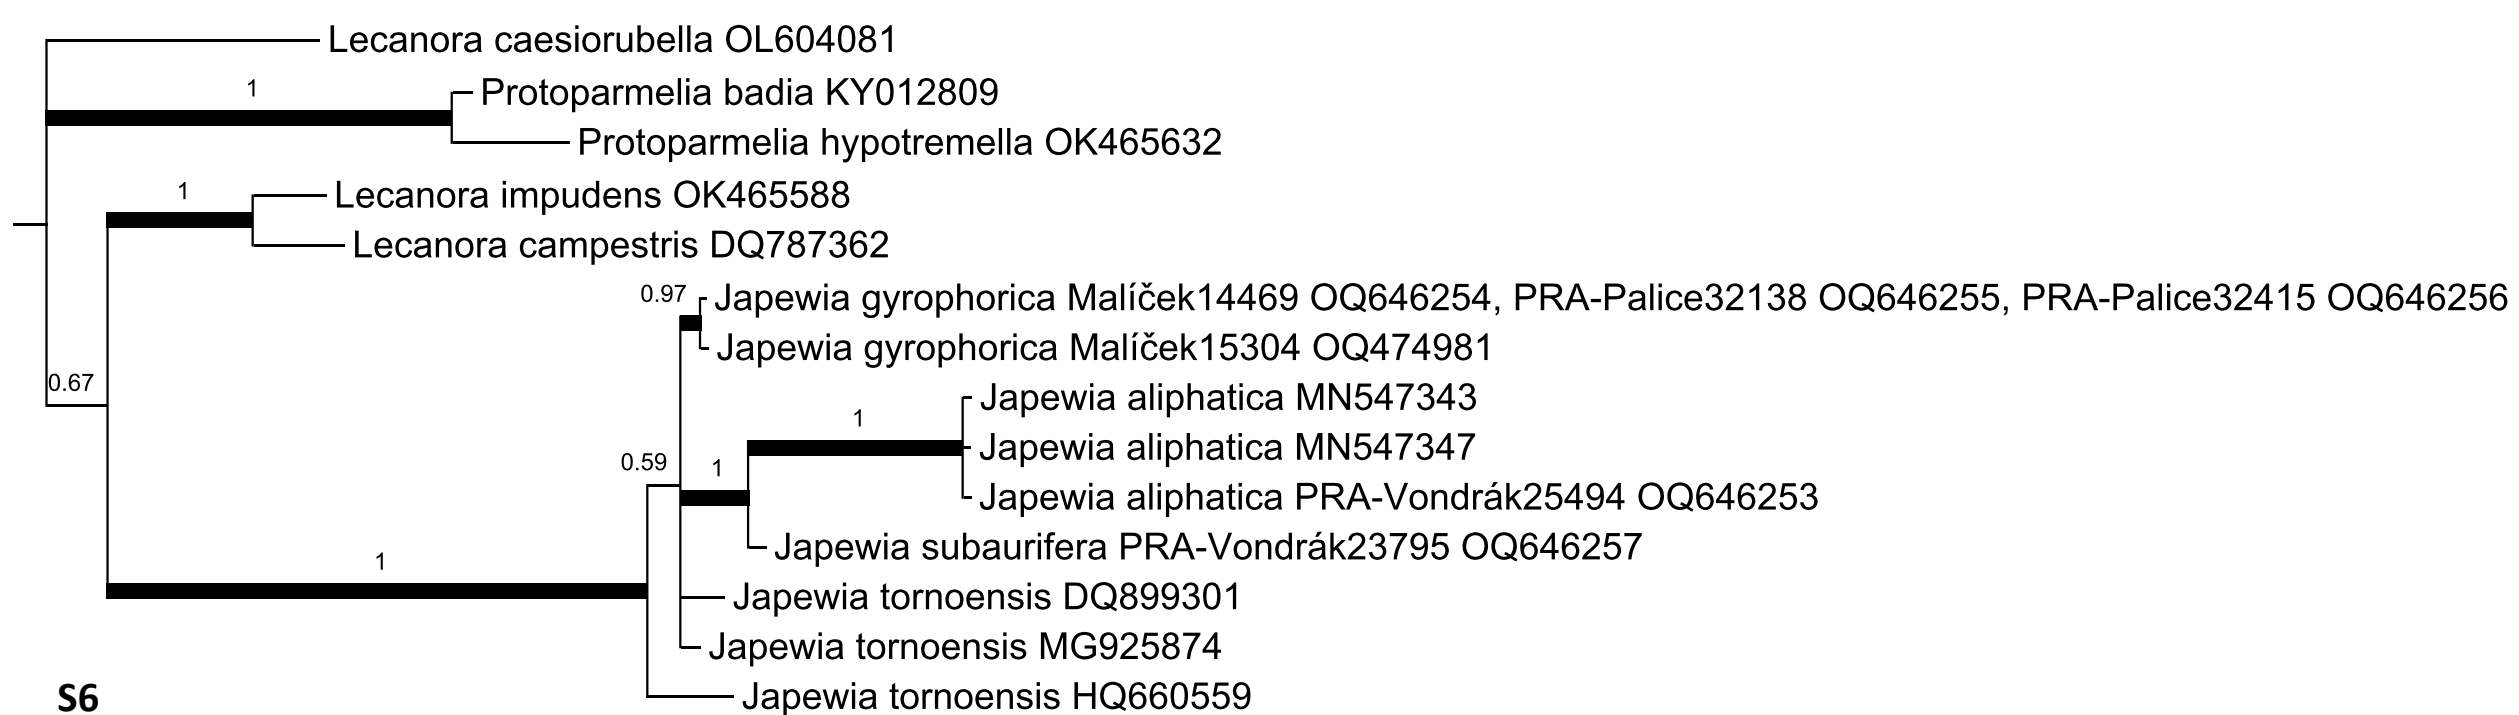 Lecanora caesiorubella OL604081
1
Protoparmelia badia KY012809
Protoparmelia hypotremella OK465632
1
Lecanora impudens OK465588
Lecanora campestris DQ787362
0.97
Japewia gyrophorica Malíček14469 OQ646254, PRA-Palice32138 OQ646255, PRA-Palice32415 OQ646256
Japewia gyrophorica Malíček15304 OQ474981
0.67
Japewia aliphatica MN547343
1
Japewia aliphatica MN547347
0.59
1
Japewia aliphatica PRA-Vondrák25494 OQ646253
Japewia subaurifera PRA-Vondrák23795 OQ646257
1
Japewia tornoensis DQ899301
Japewia tornoensis MG925874
Japewia tornoensis HQ660559
S6